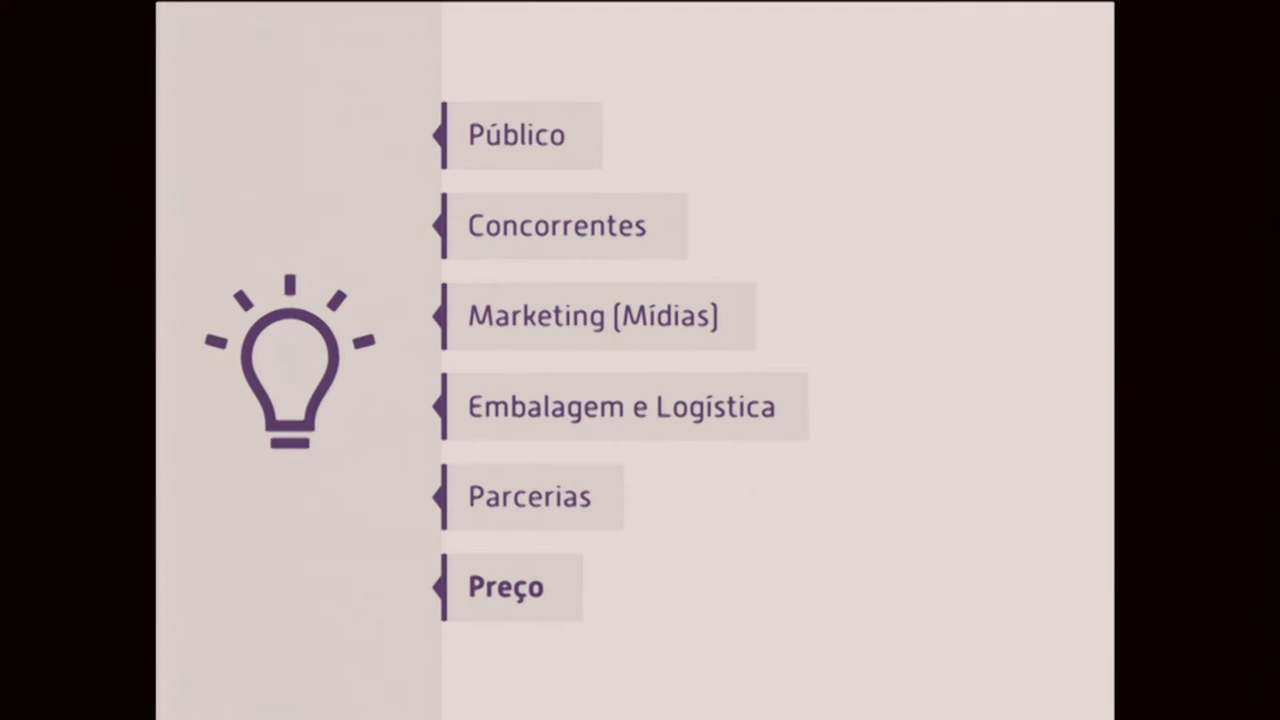 Público
Concorrentes
Marketing (Mídias)
Embalagem e Logística
Parcerias
Preço